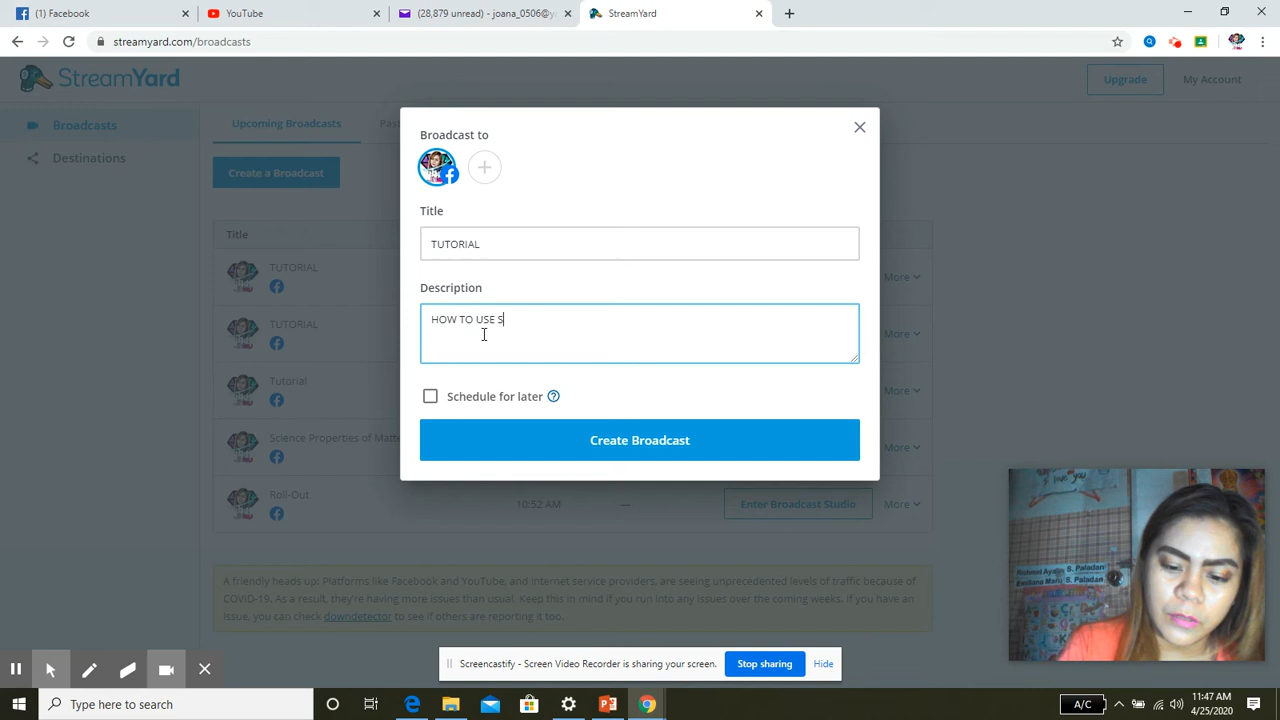 (1) Facebook
YouTube
(28,879 unread) - joana_0506@y
StreamYard
streamyard.com/broadcasts
StreamYard
Upgrade
My Account
Broadcasts
Destinations
Upcoming Broadcasts
Create a Broadcast
Title
TUTORIAL
More
TUTORIAL
Tutorial
More
Science Properties of Matte
More
Roll-Out
10:52 AM
—
Enter Broadcast Studio
More
Broadcast to
Title
TUTORIAL
Description
HOW TO USE S
Schedule for later
Create Broadcast
A friendly heads up: Platforms like Facebook and YouTube, and internet service providers, are seeing unprecedented levels of traffic because of
COVID-19. As a result, they're having more issues than usual. Keep this in mind if you run into any issues over the coming weeks. If you have an
issue, you can check downdetector to see if others are reporting it too.
Screencastify - Screen Video Recorder is sharing your screen.
Stop sharing
Hide
Type here to search
A/C
11:47 AM
4/25/2020